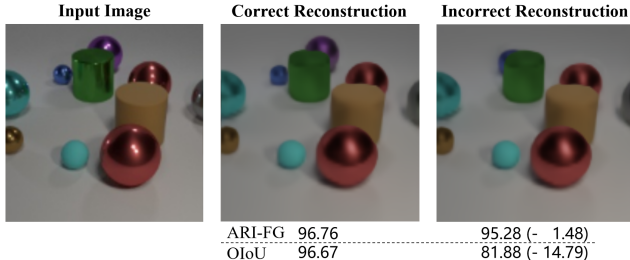 Input Image Correct Reconstruction Incorrect Reconstruction
ARI-FG 96.76 95.28 (- 1.48)
OIoU 96.67 81.88 (- 14.79)